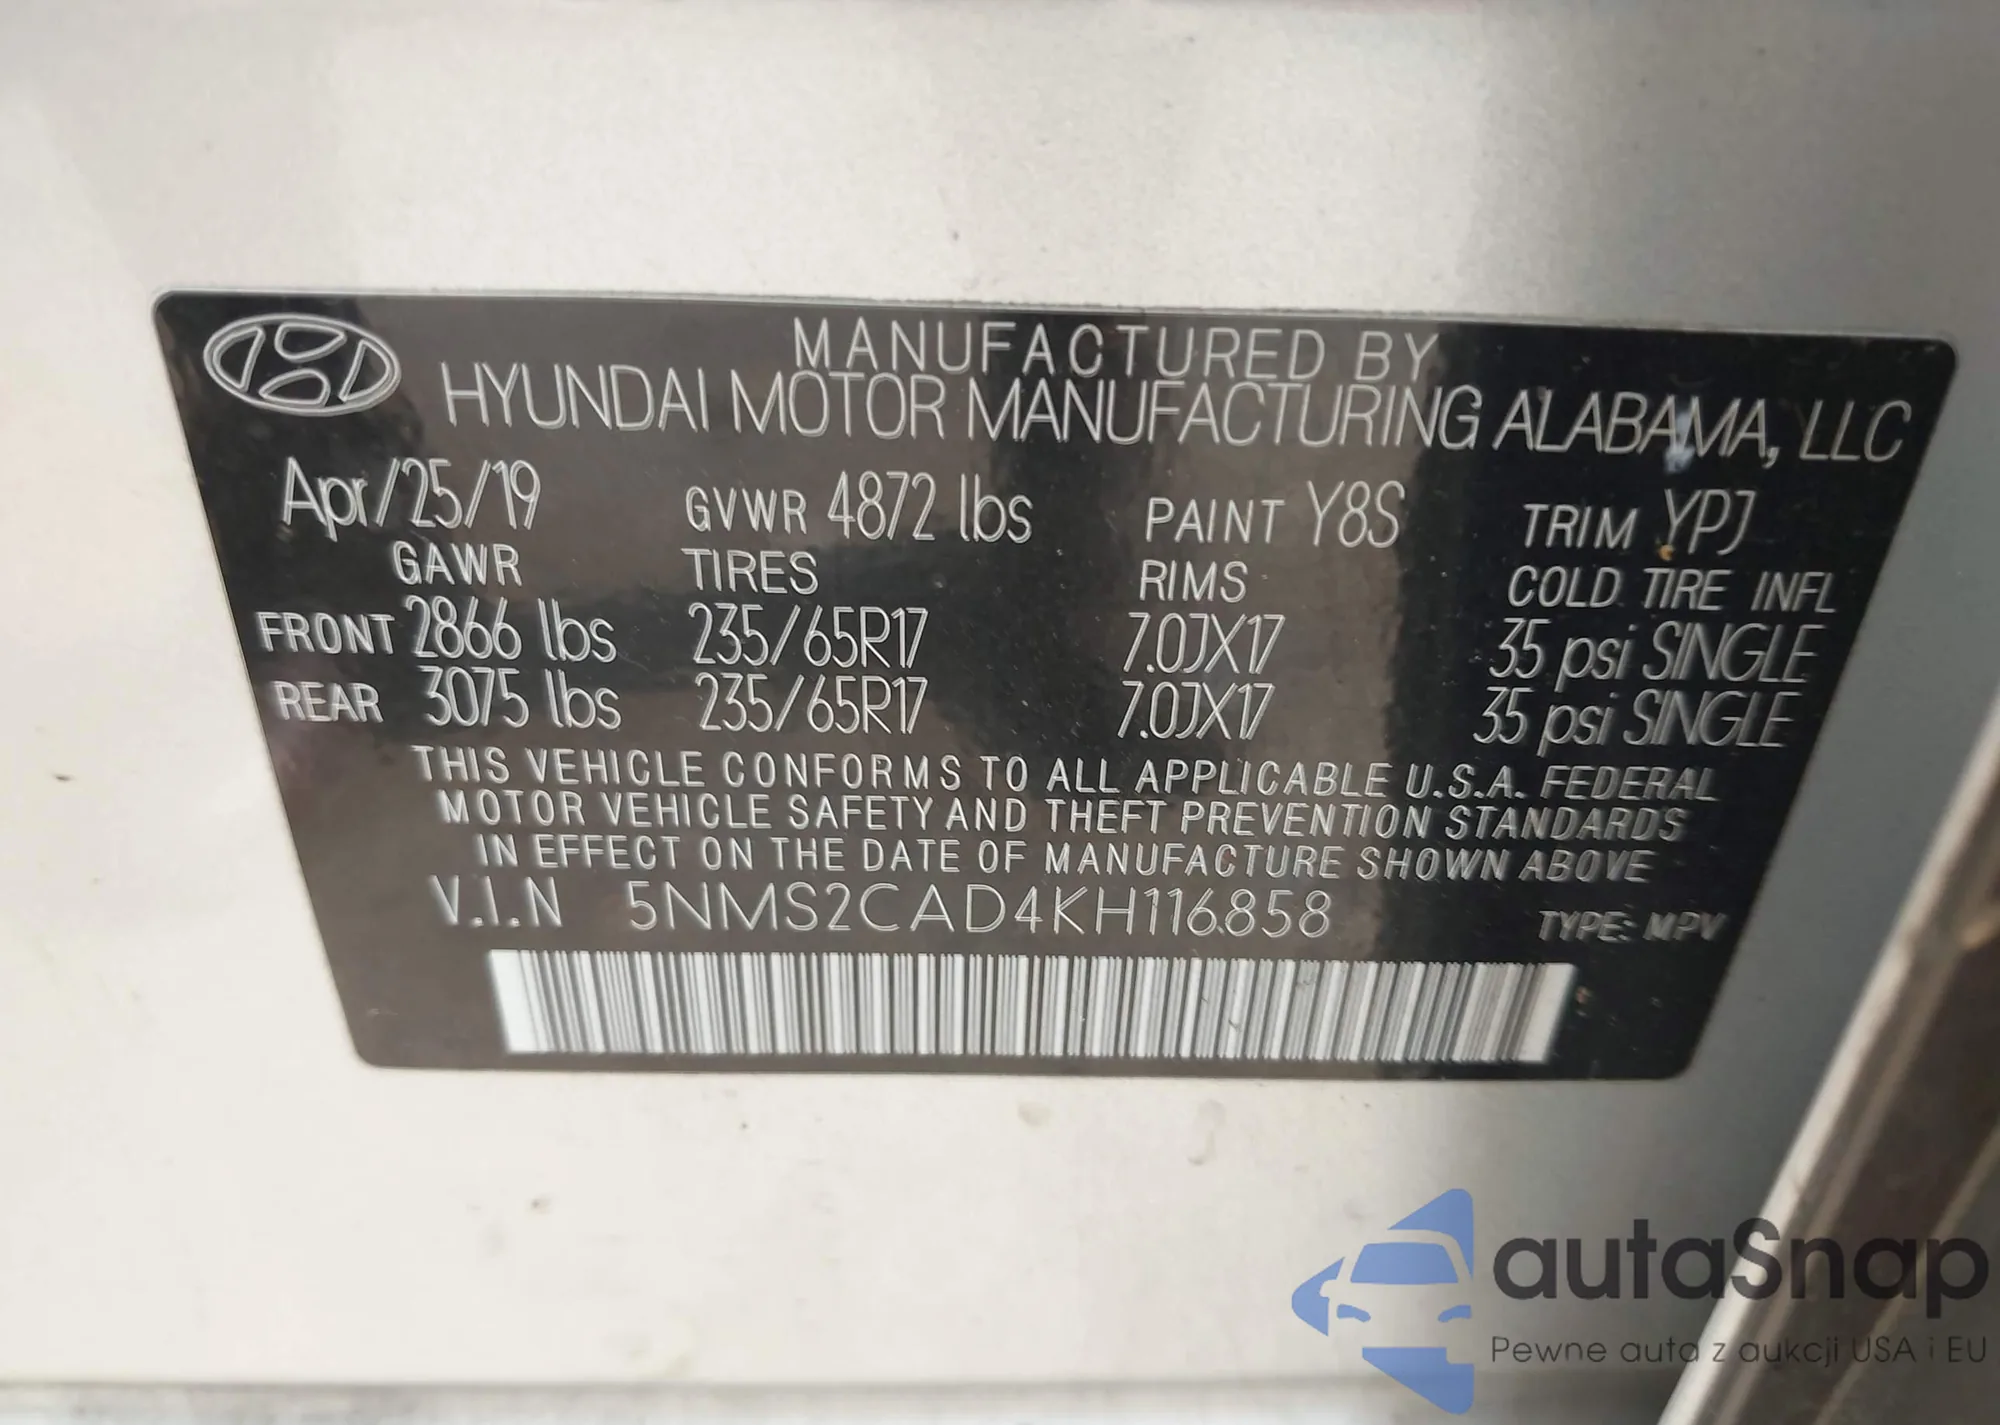 MANUFACTURED BY
HYUNDAI MOTOR MANUFACTURING ALABAMA, LLC
Apr/25/19 GVWR 4872 lbs PAINT Y8S TRIM YPJ
GAWR TIRES RIMS COLD TIRE INFL
FRONT 2866 lbs 235/65R17 7.0JX17 35 psi SINGLE
REAR 3075 lbs 235/65R17 7.0JX17 35 psi SINGLE
THIS VEHICLE CONFORMS TO ALL APPLICABLE U.S.A. FEDERAL
MOTOR VEHICLE SAFETY AND THEFT PREVENTION STANDARDS
IN EFFECT ON THE DATE OF MANUFACTURE SHOWN ABOVE
V.I.N 5NMS2CAD4KH116858 TYPE: MPV
autaSnap
Pewne auta z aukcji USA i EU